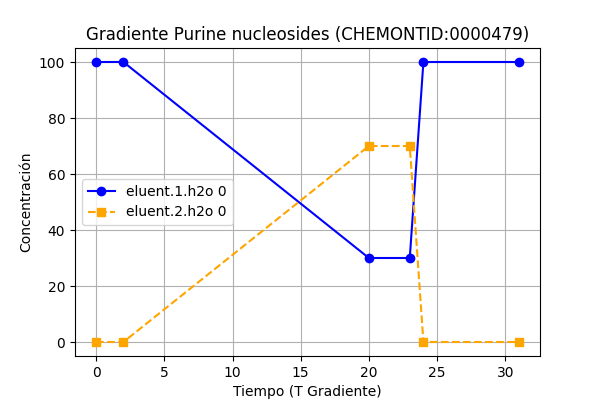 Gradiente Purine nucleosides (CHEMONTID:0000479)
100
80
60
40
20
0
Concentración
eluent.1.h2o 0
eluent.2.h2o 0
0 5 10 15 20 25 30
Tiempo (T Gradiente)